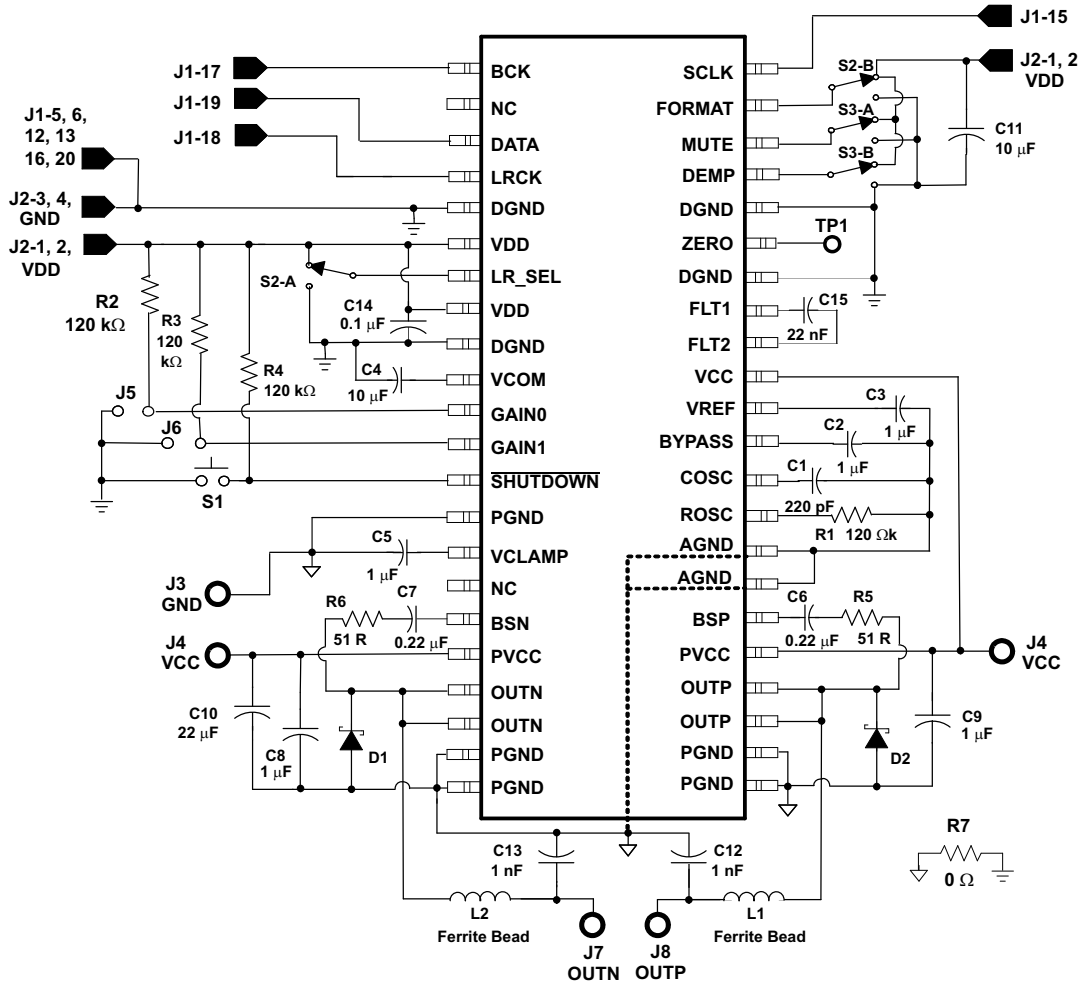 J1-15
J1-17
BCK
SCLK
S2-B
J2-1, 2
VDD
J1-19
NC
FORMAT
S3-A
J1-5, 6,
12, 13
16, 20
J1-18
DATA
MUTE
C11
10 µF
LRCK
DEMP
S3-B
J2-3, 4,
GND
DGND
DGND
TP1
J2-1, 2,
VDD
VDD
ZERO
S2-A
LR_SEL
DGND
R2
120 kΩ
R3
120
kΩ
C14
0.1 µF
VDD
FLT1
C15
22 nF
DGND
FLT2
R4
120 kΩ
C4
10 µF
VCOM
VCC
J5
GAIN0
VREF
C3
1 µF
J6
GAIN1
BYPASS
C2
1 µF
S1
SHUTDOWN
COSC
C1
220 pF
PGND
ROSC
R1
120 Ωk
C5
1 µF
VCLAMP
AGND
J3
GND
NC
AGND
R6
51 R
C7
0.22 µF
BSN
BSP
C6
0.22 µF
R5
51 R
J4
VCC
PVCC
PVCC
J4
VCC
OUTN
OUTP
C10
22 µF
C8
1 µF
D1
OUTN
OUTP
D2
C9
1 µF
PGND
PGND
PGND
PGND
C13
1 nF
C12
1 nF
R7
0 Ω
L2
Ferrite Bead
L1
Ferrite Bead
J7
OUTN
J8
OUTP